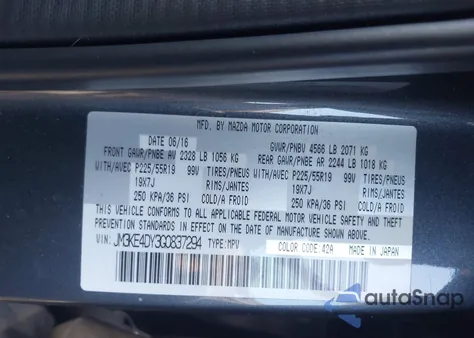 MFD. BY MAZDA MOTOR CORPORATION
DATE 06/16 GVWR/PNBV 4566 LB 2071 KG
FRONT GAWR/PNBE AV 2328 LB 1056 KG REAR GAWR/PNBE AR 2244 LB 1018 KG
WITH/AVEC P225/55R19 99V TIRES/PNEUS WITH/AVEC P225/55R19 99V TIRES/PNEUS
19X7J RIMS/JANTES 19X7J RIMS/JANTES
250 KPA/36 PSI COLD/A FROID 250 KPA/36 PSI COLD/A FROID
THIS VEHICLE CONFORMS TO ALL APPLICABLE FEDERAL MOTOR VEHICLE SAFETY
AND THEFT PREVENTION STANDARDS IN EFFECT ON THE DATE OF MANUFACTURE
SHOWN ABOVE.
VIN: JM3KE4DY3G0837294 TYPE:MPV COLOR CODE:42A MADE IN JAPAN
autoSnap